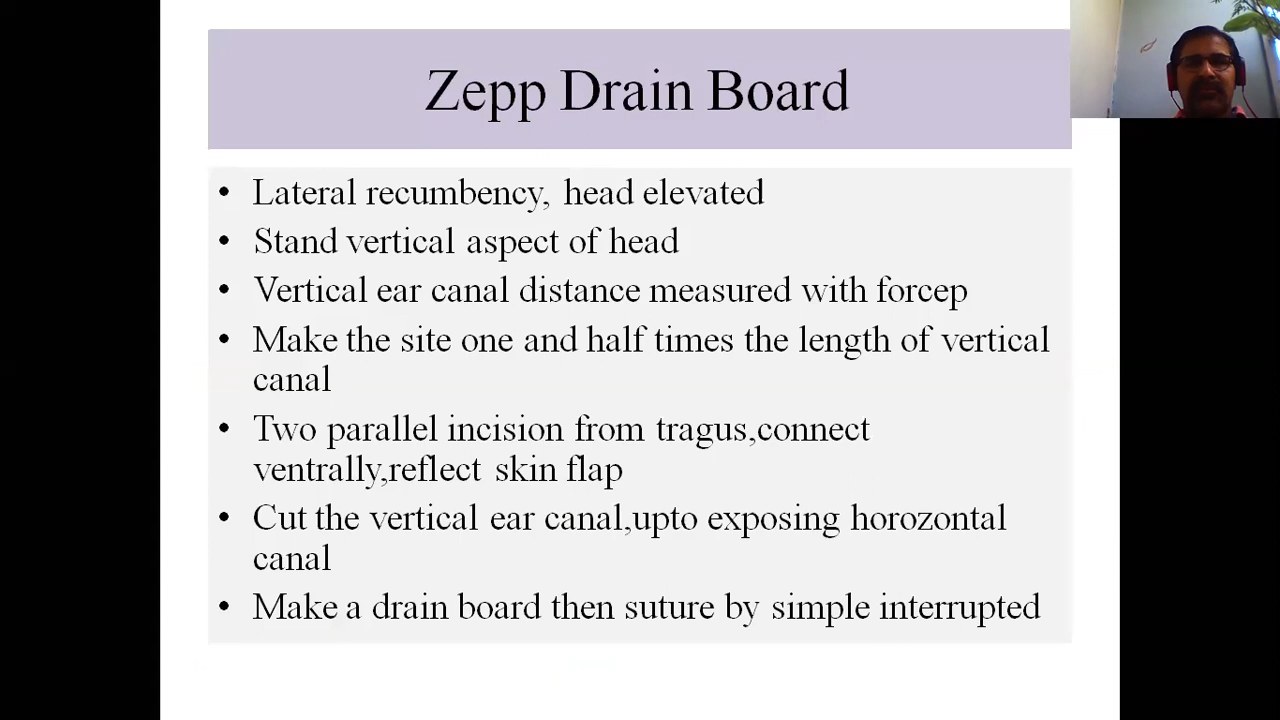 Zepp Drain Board
• Lateral recumbency, head elevated
• Stand vertical aspect of head
• Vertical ear canal distance measured with forcep
• Make the site one and half times the length of vertical
canal
• Two parallel incision from tragus,connect
ventrally,reflect skin flap
• Cut the vertical ear canal,upto exposing horozontal
canal
• Make a drain board then suture by simple interrupted